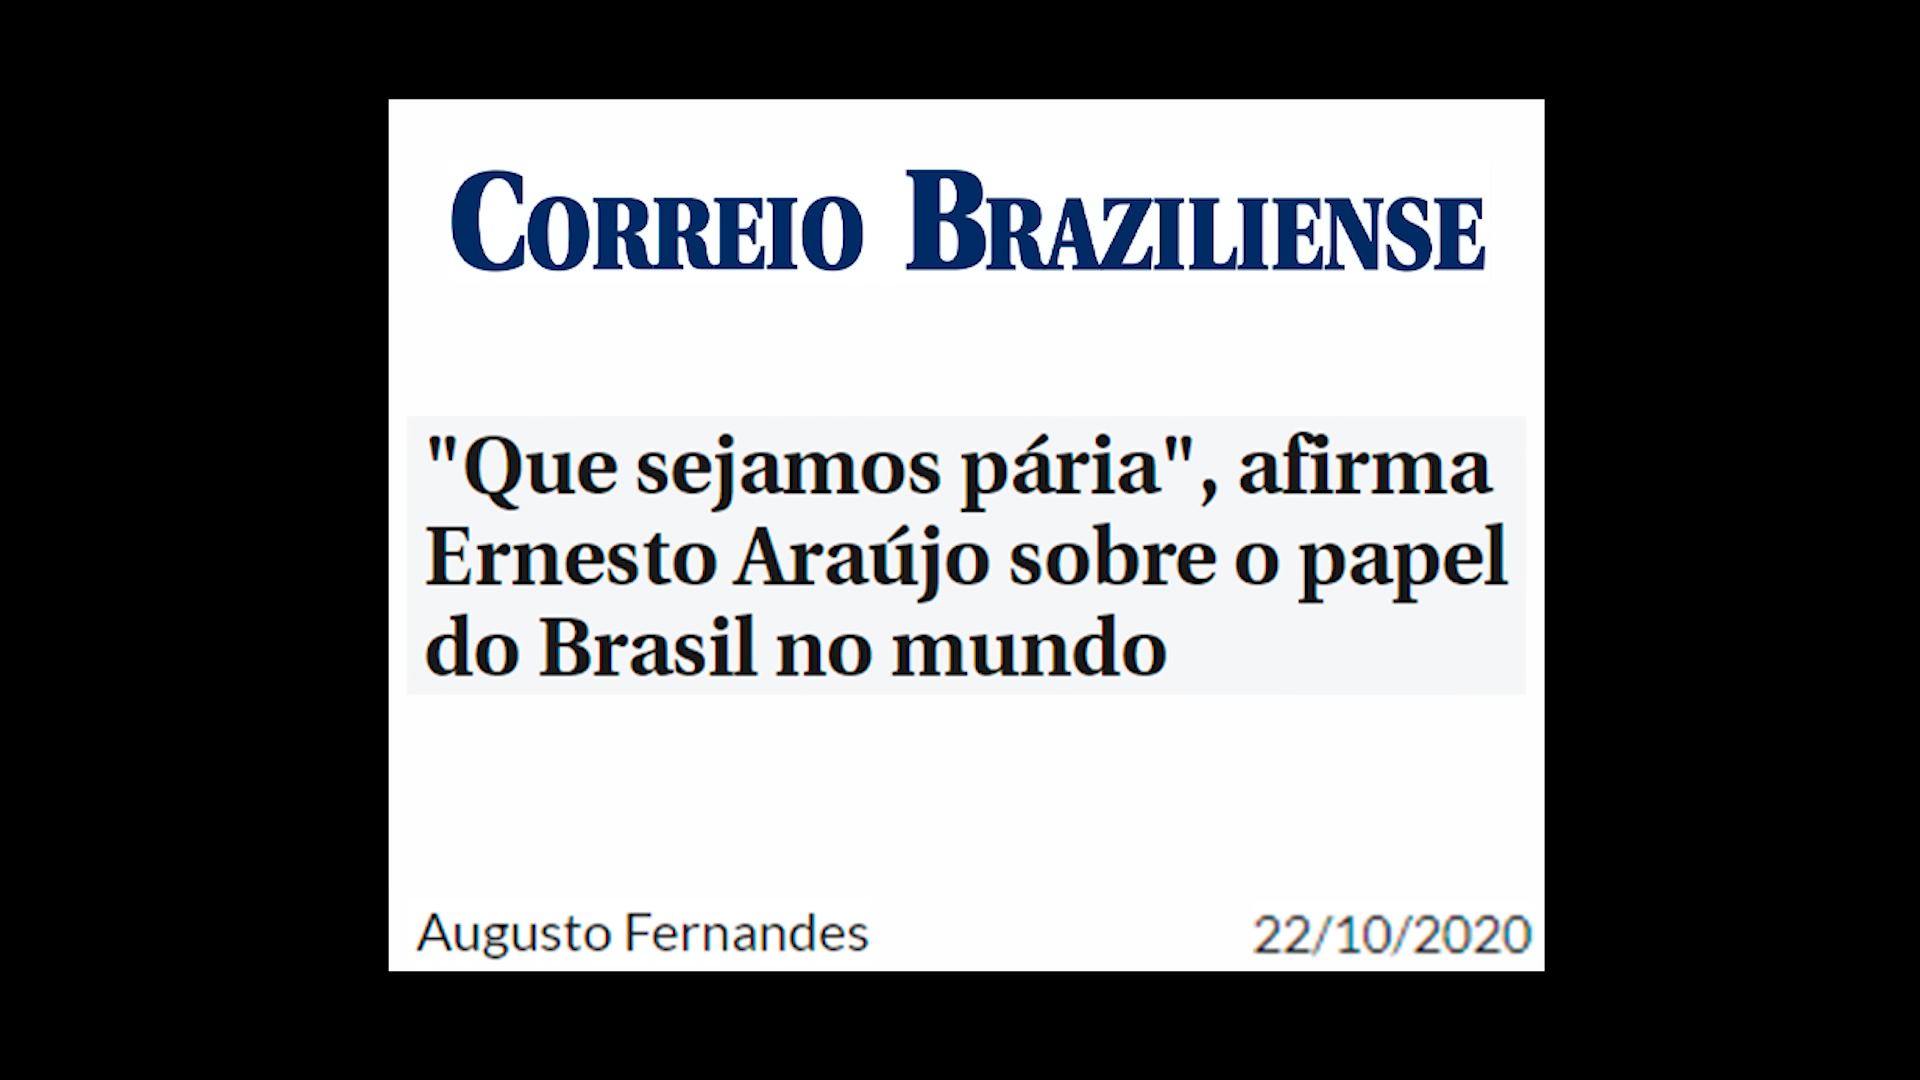 CORREIO BRAZILIENSE
"Que sejamos pária", afirma
Ernesto Araújo sobre o papel
do Brasil no mundo
Augusto Fernandes
22/10/2020